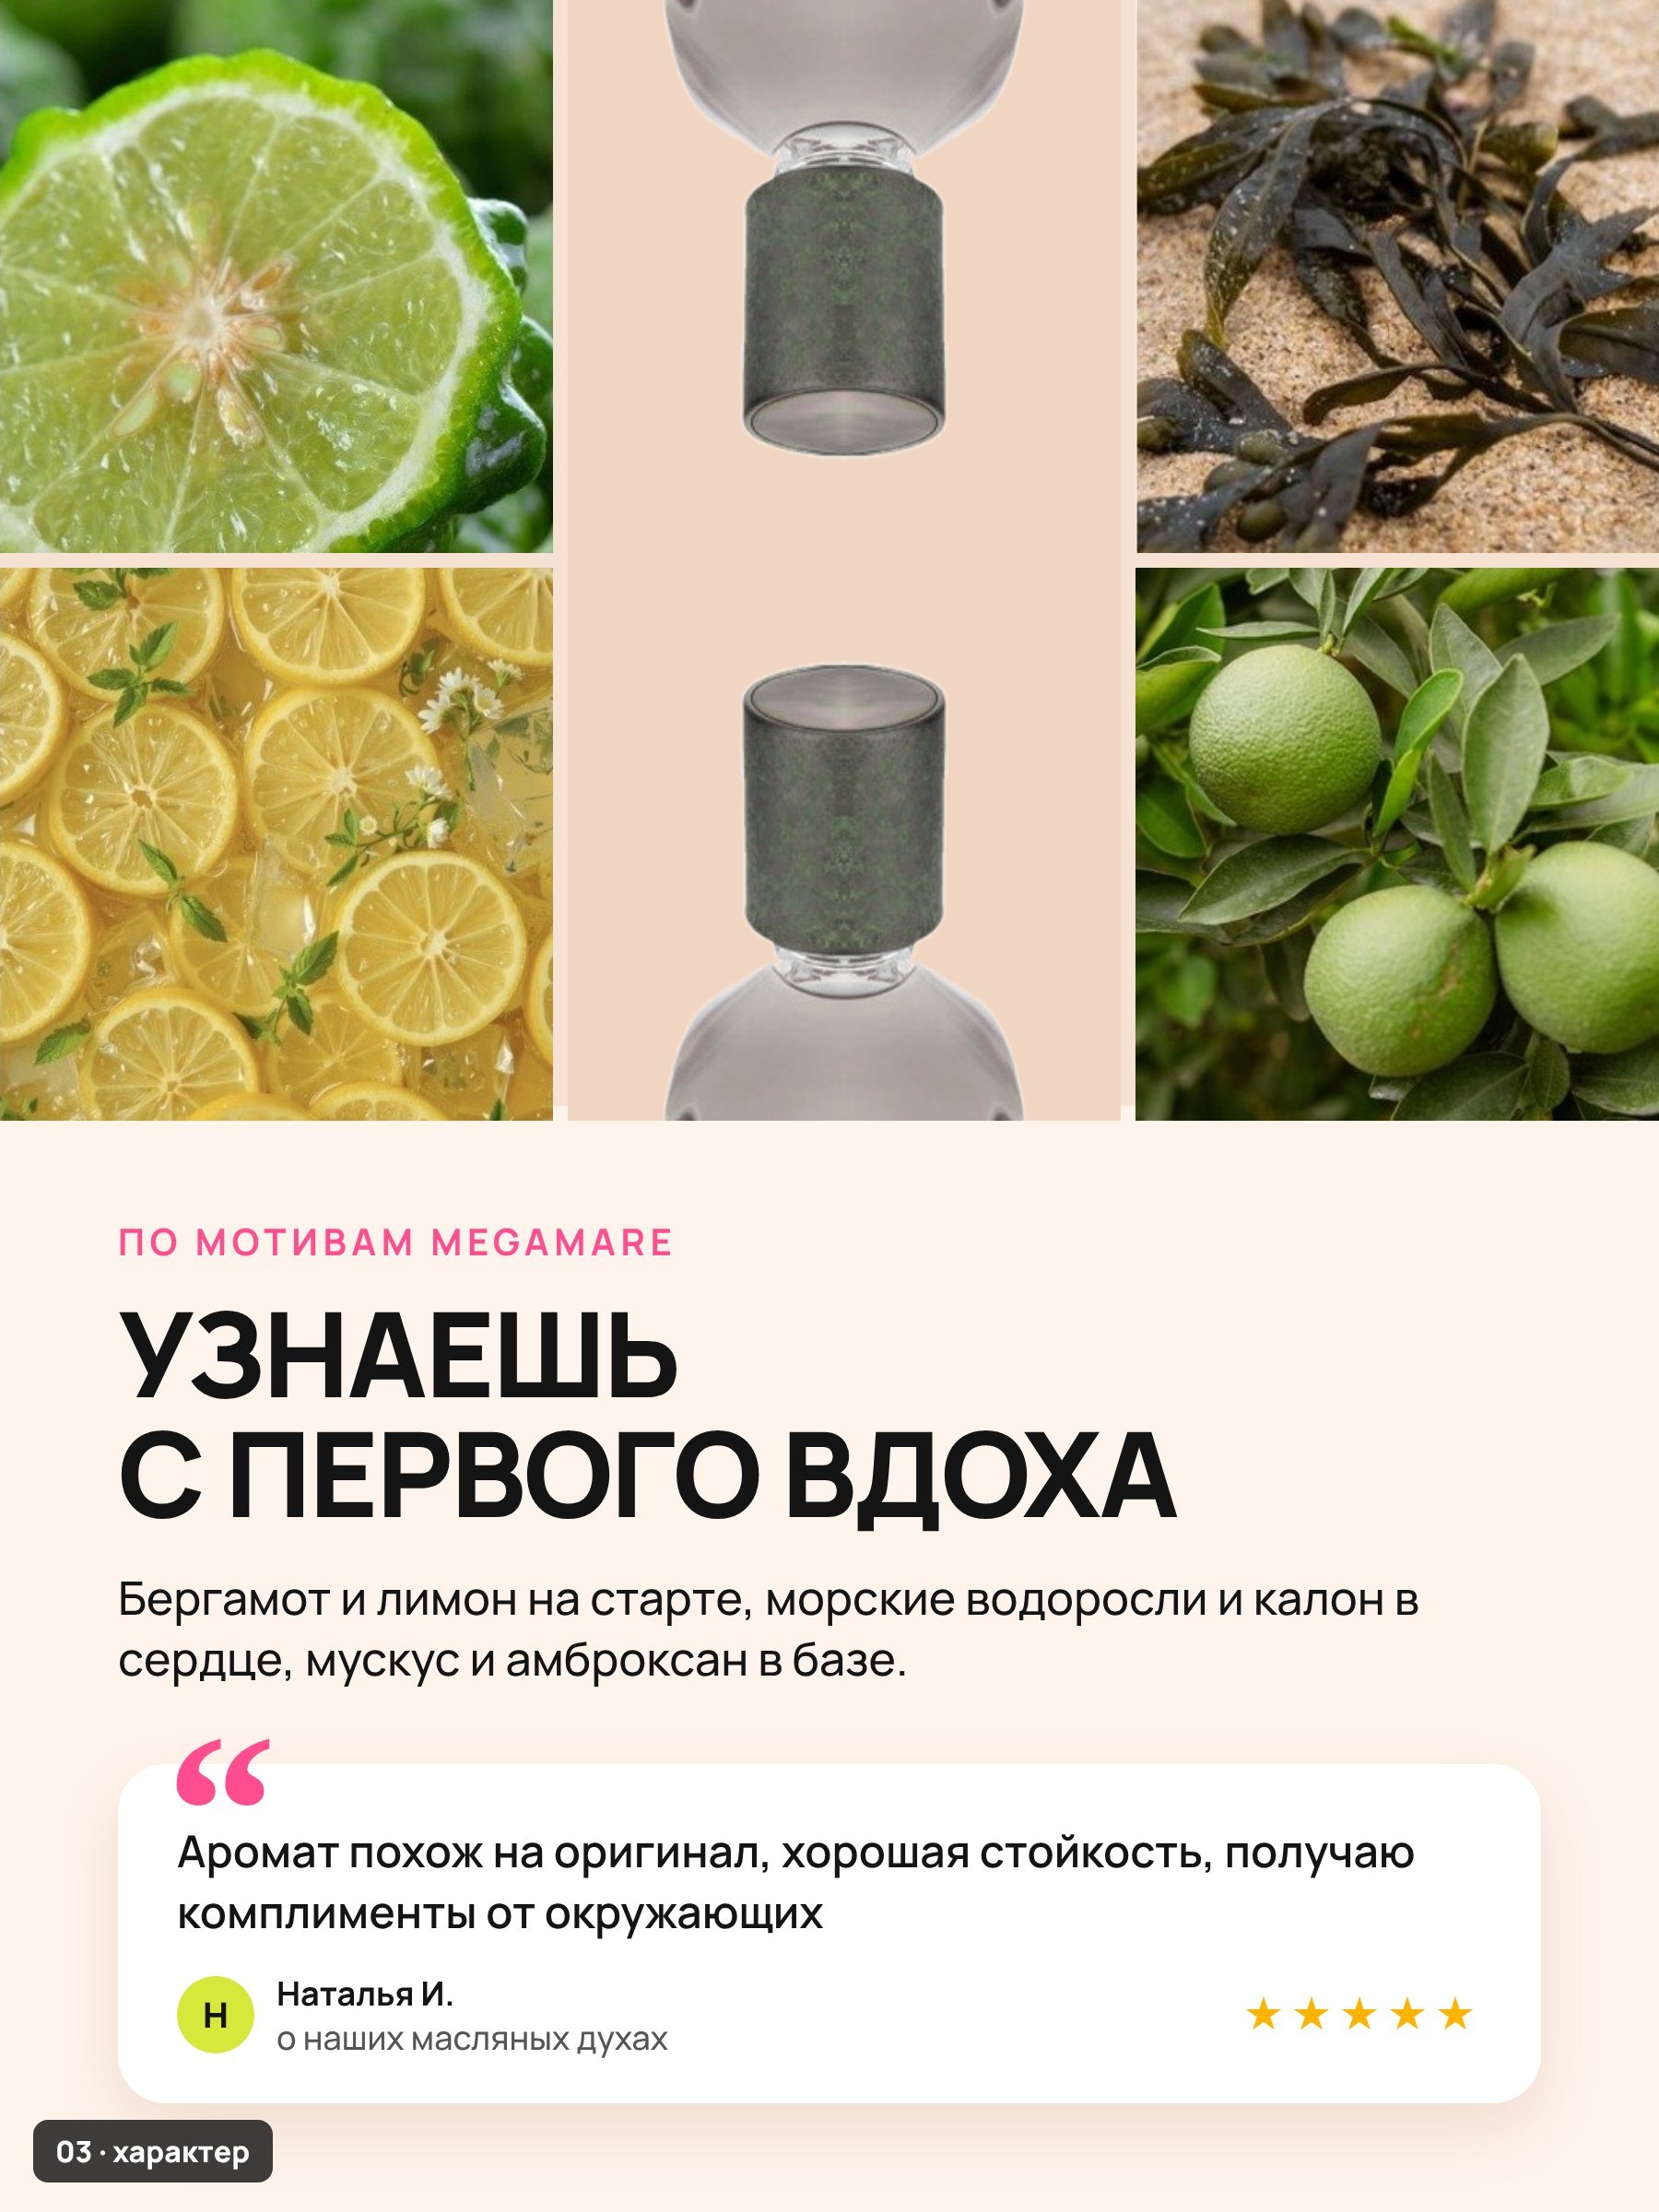 ПО МОТИВАМ MEGAMARE
УЗНАЕШЬ
С ПЕРВОГО ВДОХА
Бергамот и лимон на старте, морские водоросли и калон в
сердце, мускус и амброксан в базе.
“
Аромат похож на оригинал, хорошая стойкость, получаю
комплименты от окружающих
Н
Наталья И.
о наших масляных духах
★★★★★
03 · характер